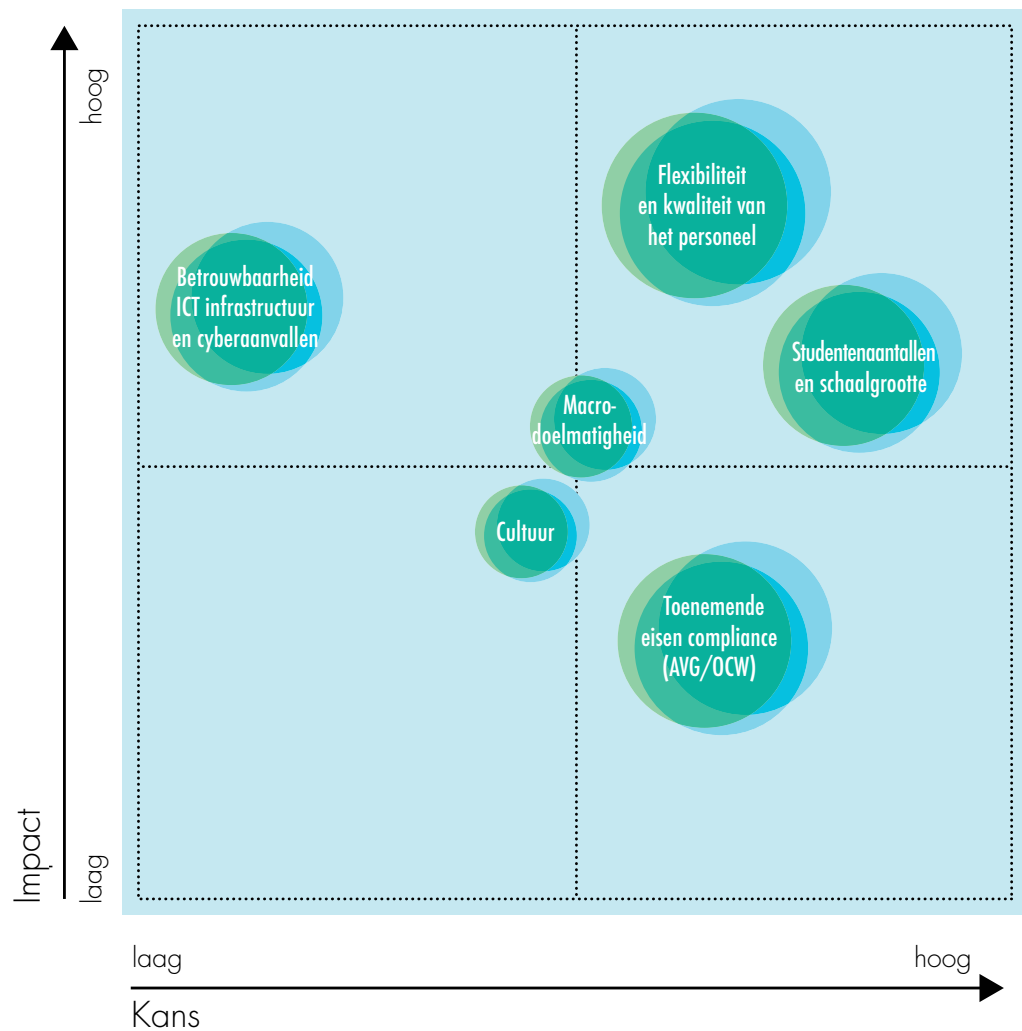 hoog
Impact
laag
Flexibiliteit
en kwaliteit van
het personeel
Betrouwbaarheid
ICT infrastructuur
en cyberaanvallen
Studentenaantallen
en schaalgrootte
Macro-
doelmatigheid
Cultuur
Toenemende
eisen compliance
(AVG/OCW)
laag
hoog
Kans